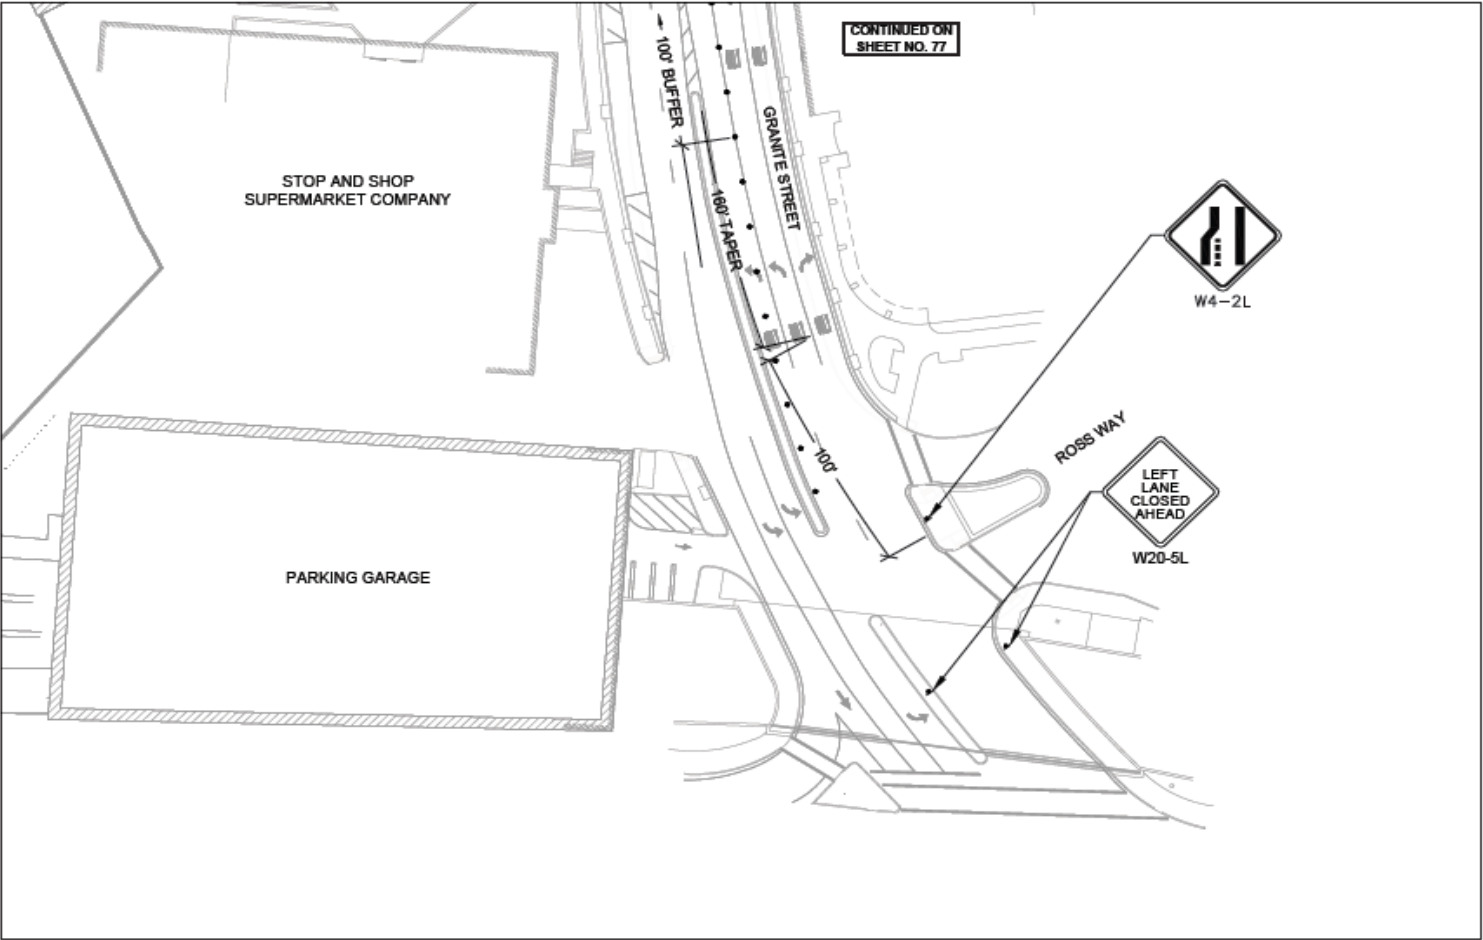 CONTINUED ON
SHEET NO. 77
100' BUFFER
GRANITE STREET
160' TAPER
STOP AND SHOP
SUPERMARKET COMPANY
W4-2L
100'
ROSS WAY
LEFT
LANE
CLOSED
AHEAD
W20-5L
PARKING GARAGE